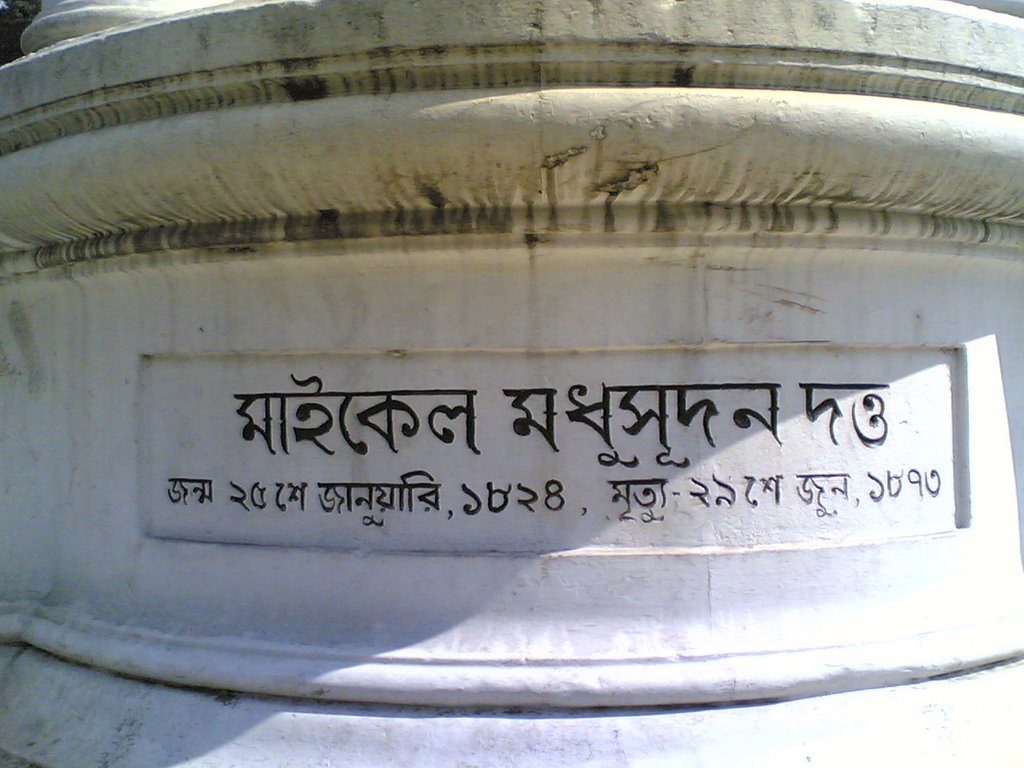 মাইকেল মধুসূদন দত্ত
জন্ম ২৫শে জানুয়ারি, ১৮২৪, মৃত্যু - ২৯শে জুন, ১৮৭৩